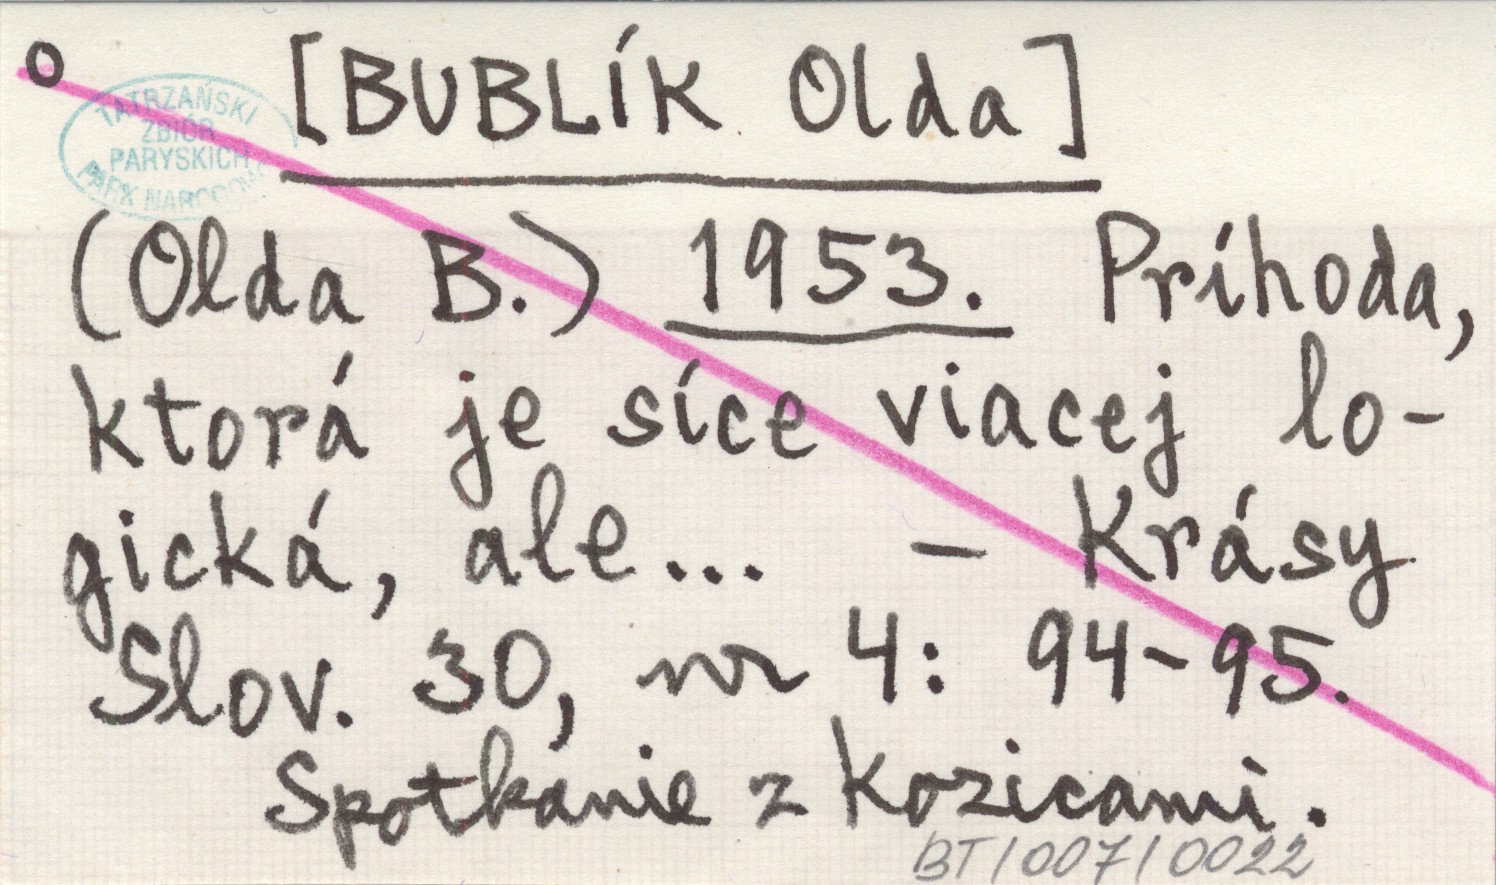 o [BUBLÍK Olda]
TATRZAŃSKI
ZBIÓR
PARYSKICH
PARK NARODOWY
(Olda B.) 1953. Príhoda,
ktorá je síce viacej lo-
gická, ale... – Krásy
Slov. 30, nr 4: 94-95.
Spotkanie z kozicami.
BT/007/0022